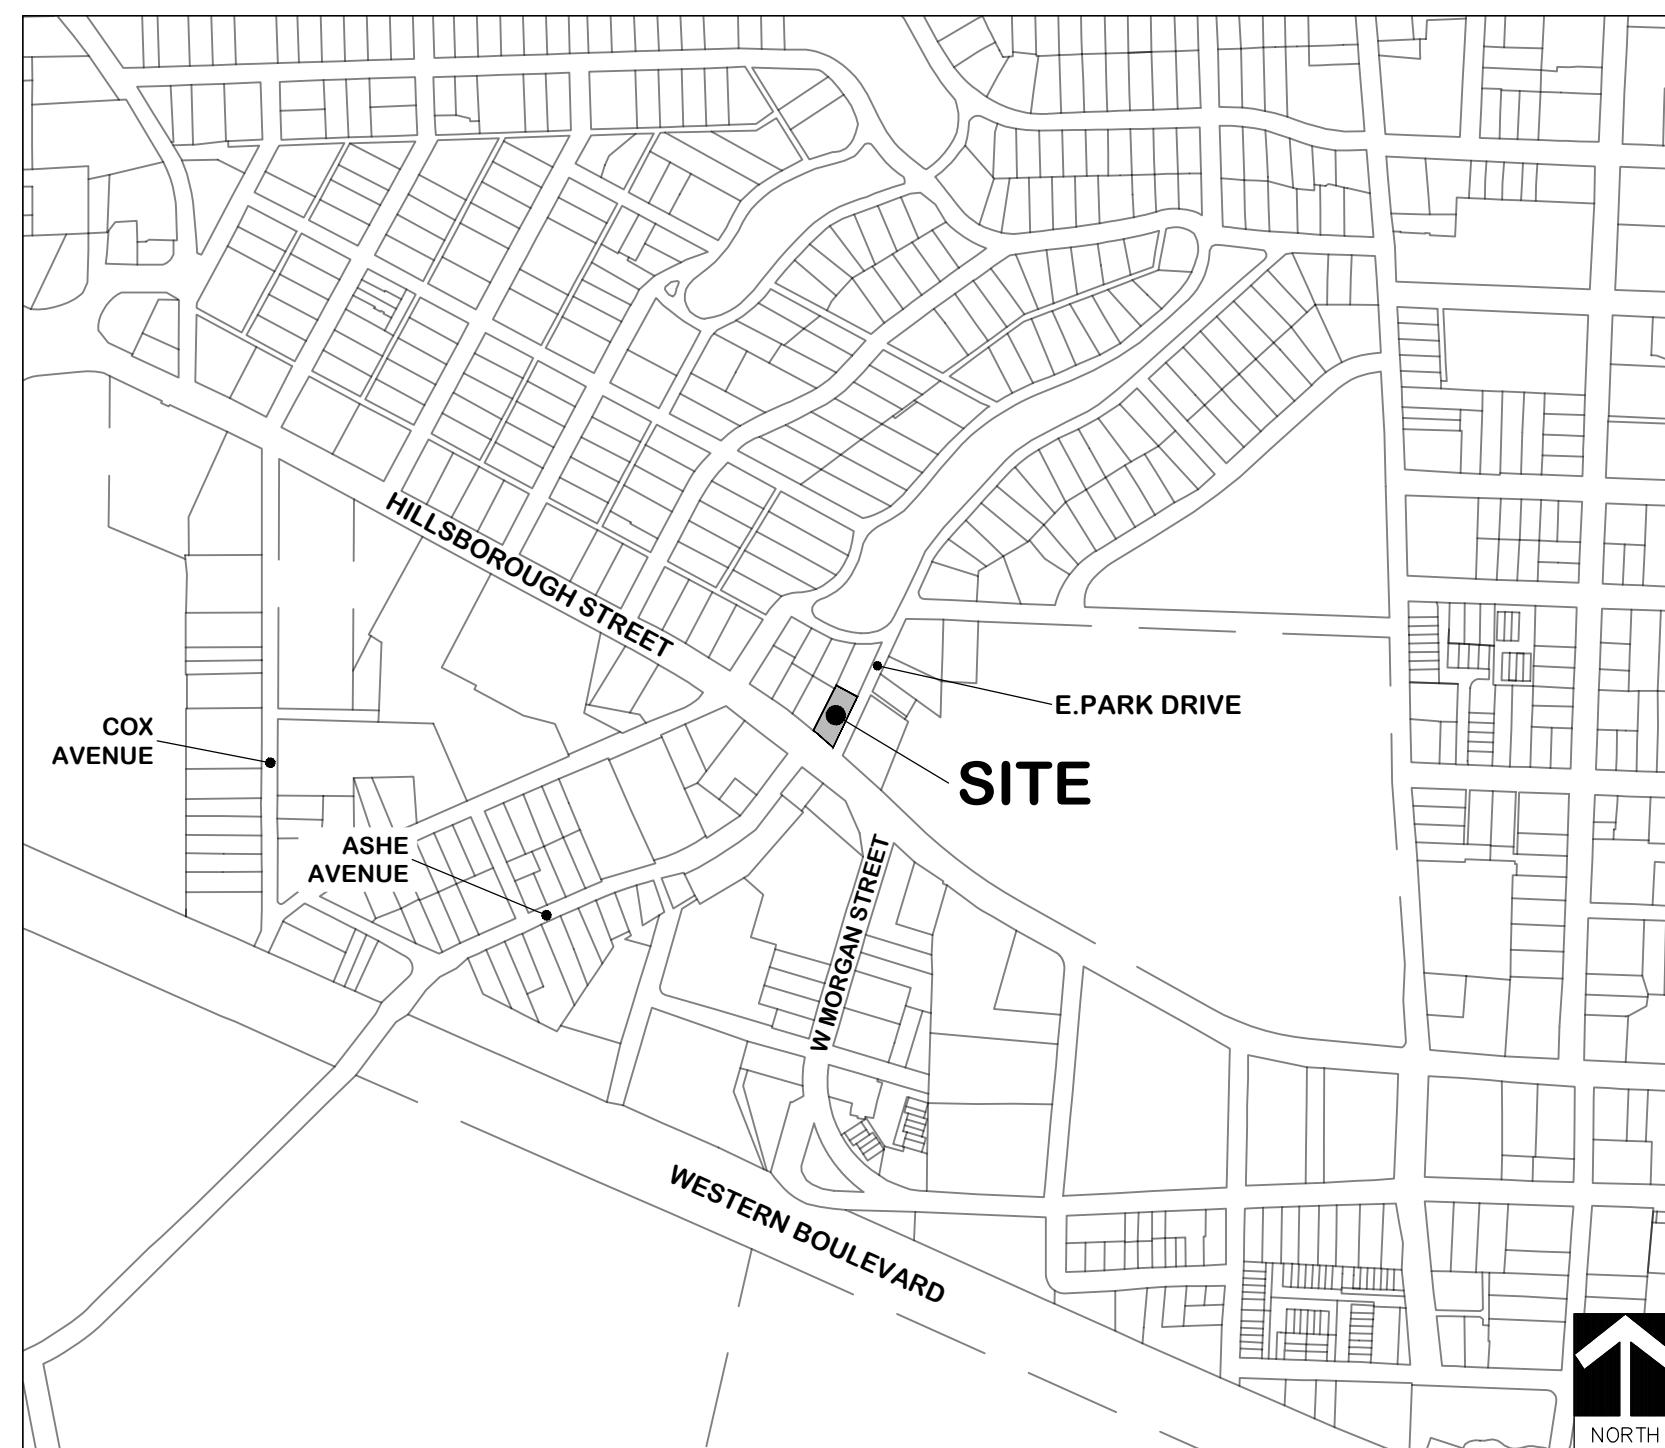 HILLSBOROUGH STREET
E.PARK DRIVE
COX
AVENUE
SITE
ASHE
AVENUE
W MORGAN STREET
WESTERN BOULEVARD
NORTH